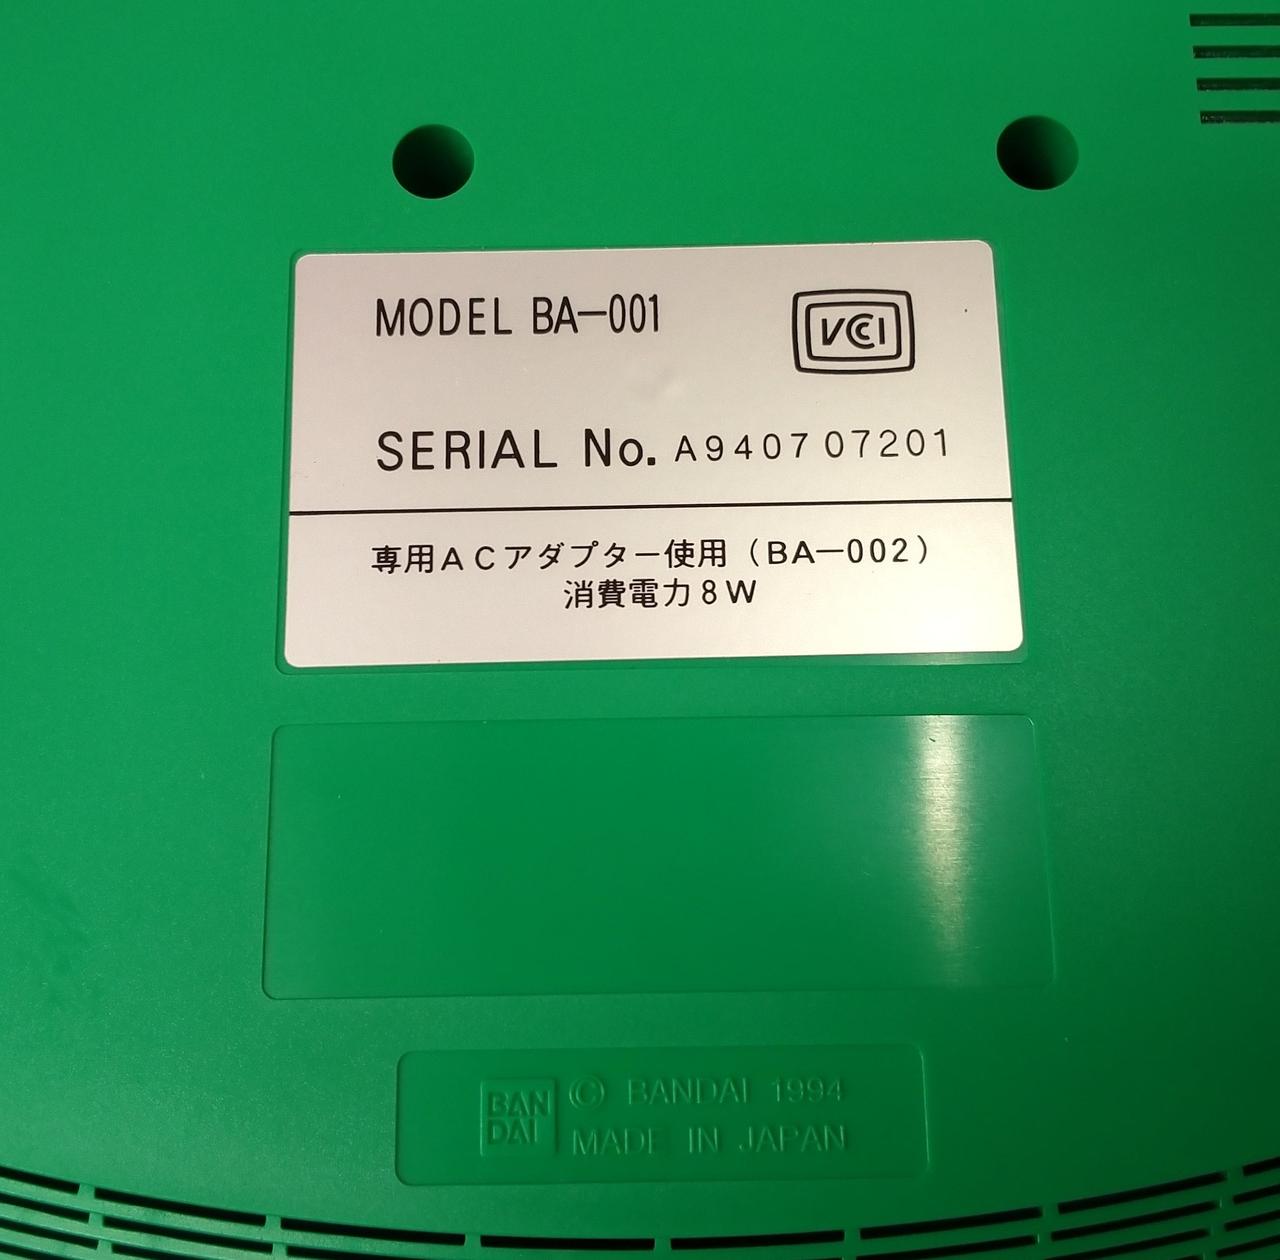 MODEL BA-001
VCCI
SERIAL No. A9407 07201
専用ACアダプター使用（BA-002）
消費電力8W
BAN
DAI
© BANDAI 1994
MADE IN JAPAN